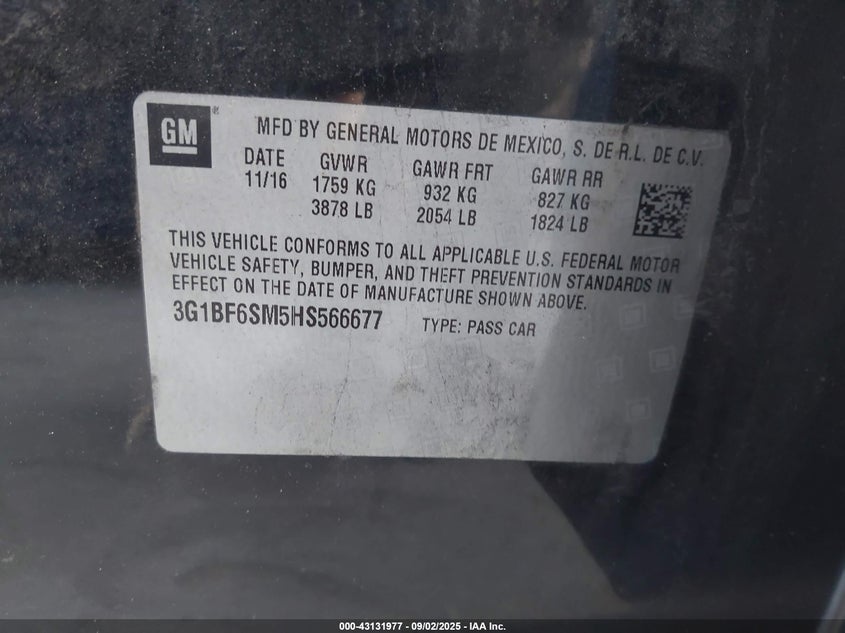 GM®
MFD BY GENERAL MOTORS DE MEXICO, S. DE R.L. DE C.V.
DATE GVWR GAWR FRT GAWR RR
11/16 1759 KG 932 KG 827 KG
3878 LB 2054 LB 1824 LB
THIS VEHICLE CONFORMS TO ALL APPLICABLE U.S. FEDERAL MOTOR
VEHICLE SAFETY, BUMPER, AND THEFT PREVENTION STANDARDS IN
EFFECT ON THE DATE OF MANUFACTURE SHOWN ABOVE.
3G1BF6SM5HS566677 TYPE: PASS CAR
000-43131977 - 09/02/2025 - IAA Inc.